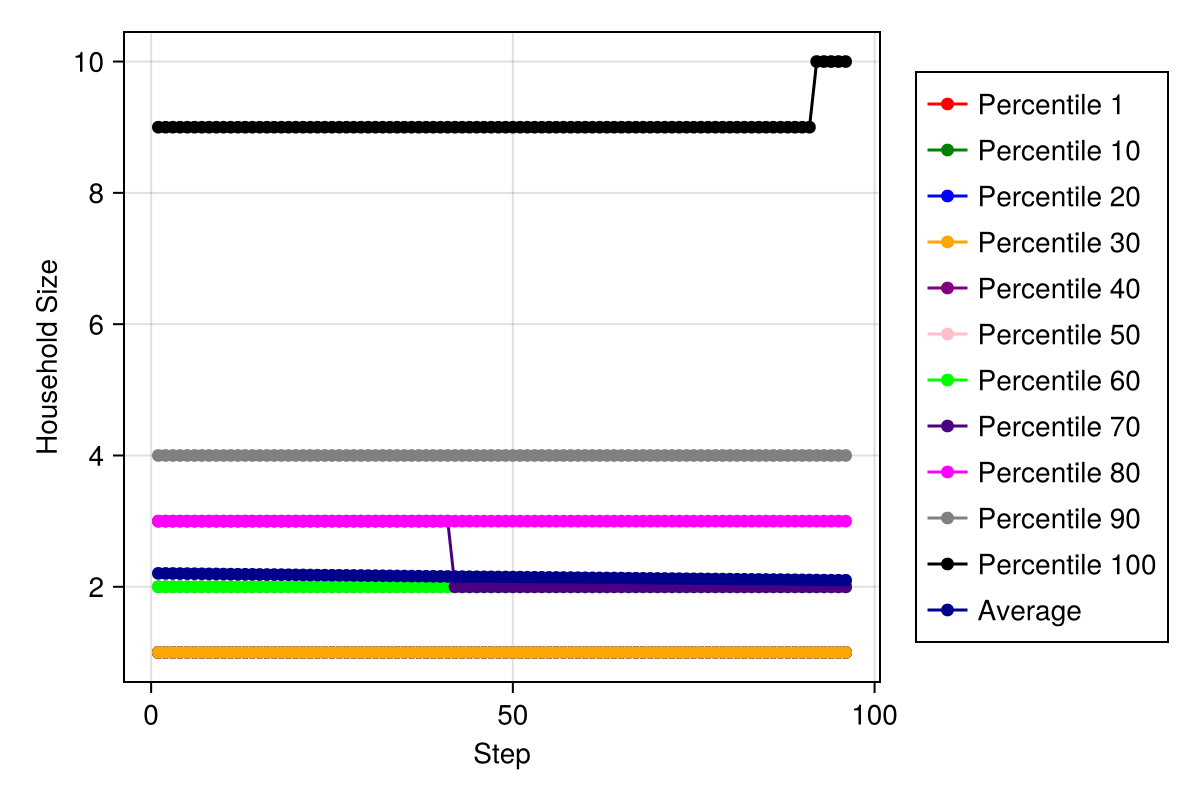 10
8
6
4
2
Household Size
0
50
100
Step
Percentile 1
Percentile 10
Percentile 20
Percentile 30
Percentile 40
Percentile 50
Percentile 60
Percentile 70
Percentile 80
Percentile 90
Percentile 100
Average